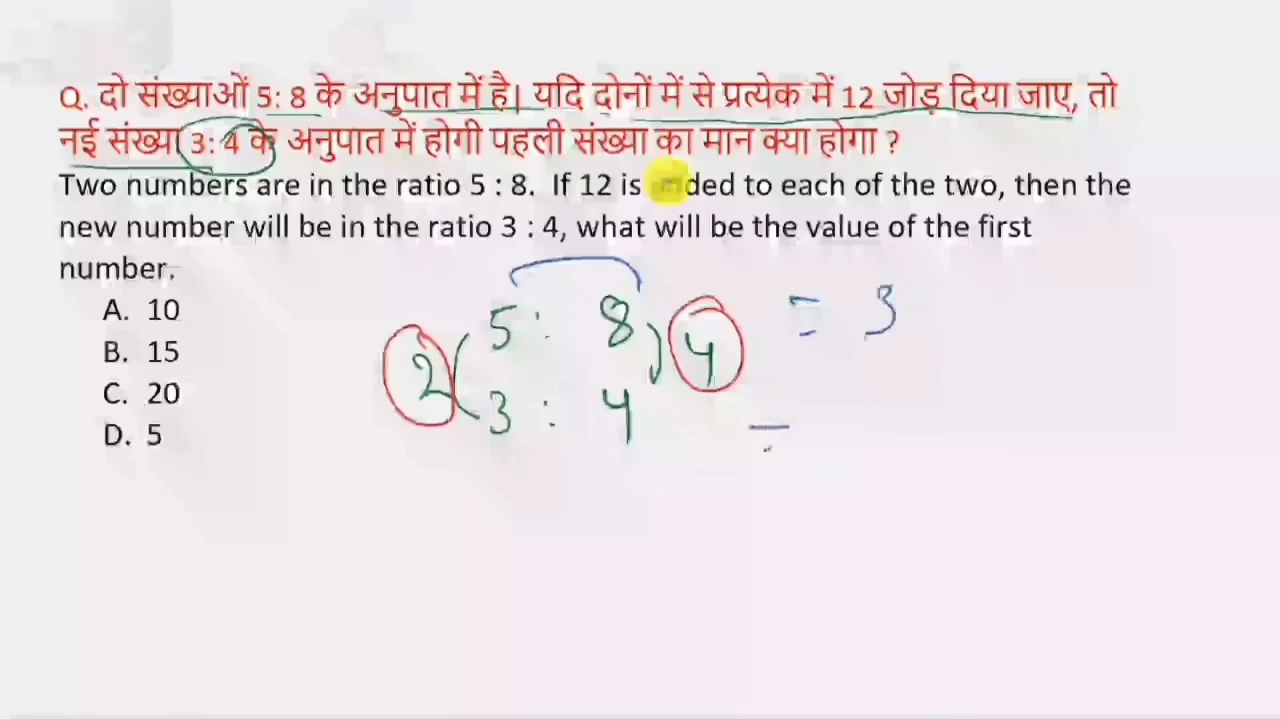 Q. दो संख्याओं 5: 8 के अनुपात में है। यदि दोनों में से प्रत्येक में 12 जोड़ दिया जाए, तो
नई संख्या 3: 4 के अनुपात में होगी पहली संख्या का मान क्या होगा ?
Two numbers are in the ratio 5 : 8. If 12 is added to each of the two, then the
new number will be in the ratio 3 : 4, what will be the value of the first
number.
A. 10
B. 15
C. 20
D. 5
5 : 8 = 3
2 ( ) 4
3 : 4 =